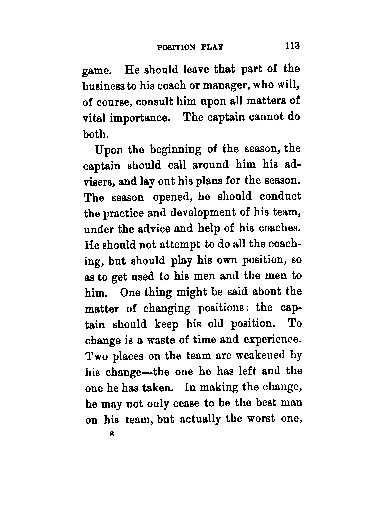 POSITION PLAY 113
game. He should leave that part of the
business to his coach or manager, who will,
of course, consult him upon all matters of
vital importance. The captain cannot do
both.
Upon the beginning of the season, the
captain should call around him his ad-
visers, and lay out his plans for the season.
The season opened, he should conduct
the practice and development of his team,
under the advice and help of his coaches.
He should not attempt to do all the coach-
ing, but should play his own position, so
as to get used to his men and the men to
him. One thing might be said about the
matter of changing positions: the cap-
tain should keep his old position. To
change is a waste of time and experience.
Two places on the team are weakened by
his change—the one he has left and the
one he has taken. In making the change,
he may not only cease to be the best man
on his team, but actually the worst one,